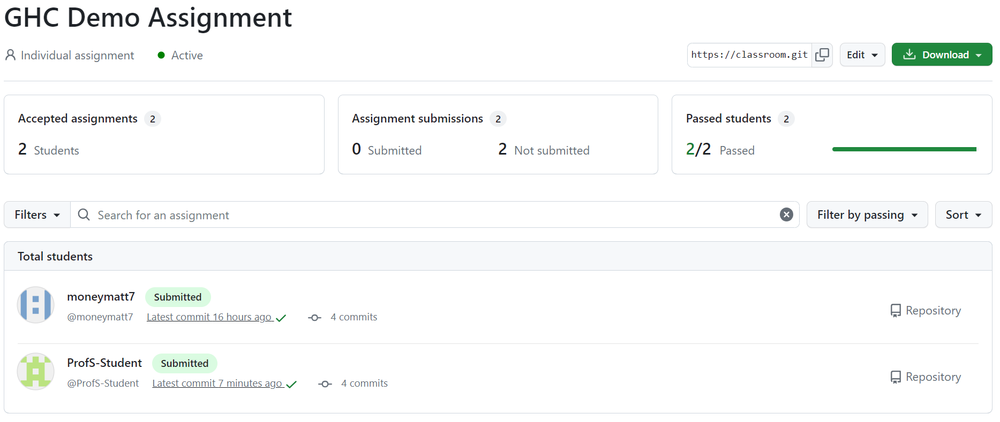 GHC Demo Assignment
Individual assignment Active
https://classroom.git Edit Download
Accepted assignments 2
2 Students
Assignment submissions 2
0 Submitted 2 Not submitted
Passed students 2
2/2 Passed
Filters Search for an assignment Filter by passing Sort
Total students
moneymatt7 Submitted
@moneymatt7 Latest commit 16 hours ago 4 commits
Repository
ProfS-Student Submitted
@ProfS-Student Latest commit 7 minutes ago 4 commits
Repository